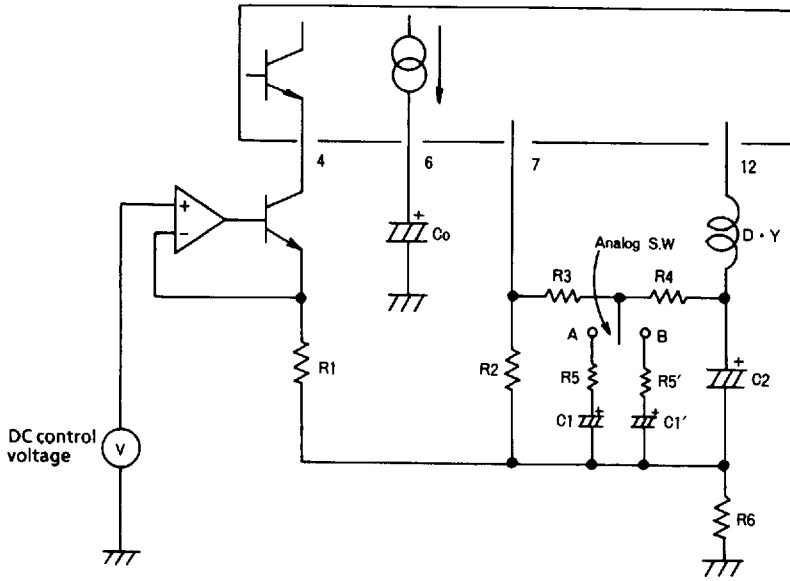 4
6
7
12
+
-
+
Co
D・Y
Analog S.W
R3
R4
A
B
R1
R2
R5
R5′
+
C2
C1
+
+
C1′
DC control
voltage
V
R6